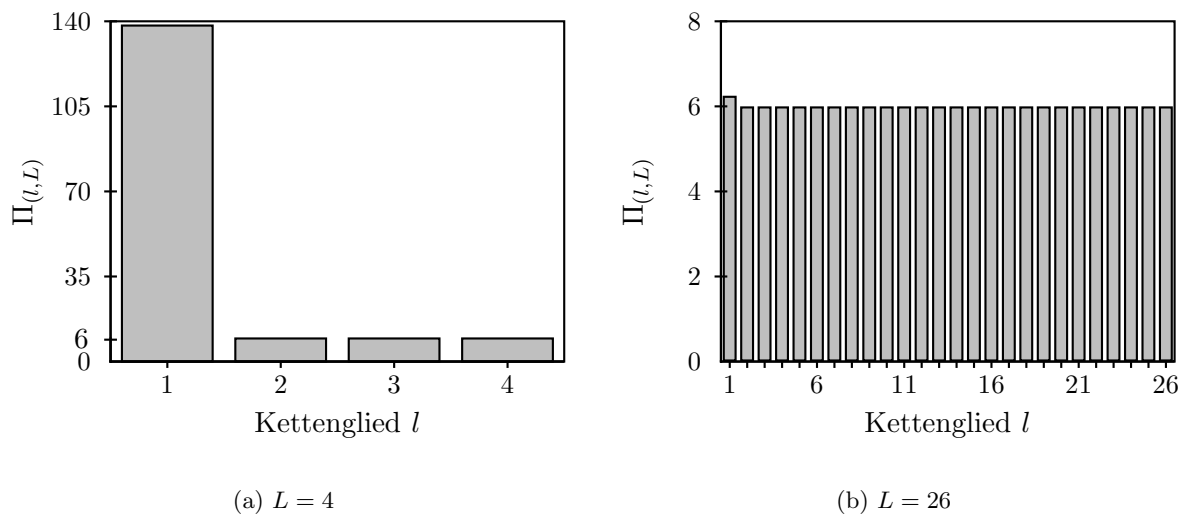 140
105
70
35
6
0
Π(l,L)
1 2 3 4
Kettenglied l
(a) L = 4
8
6
4
2
0
Π(l,L)
1 6 11 16 21 26
Kettenglied l
(b) L = 26